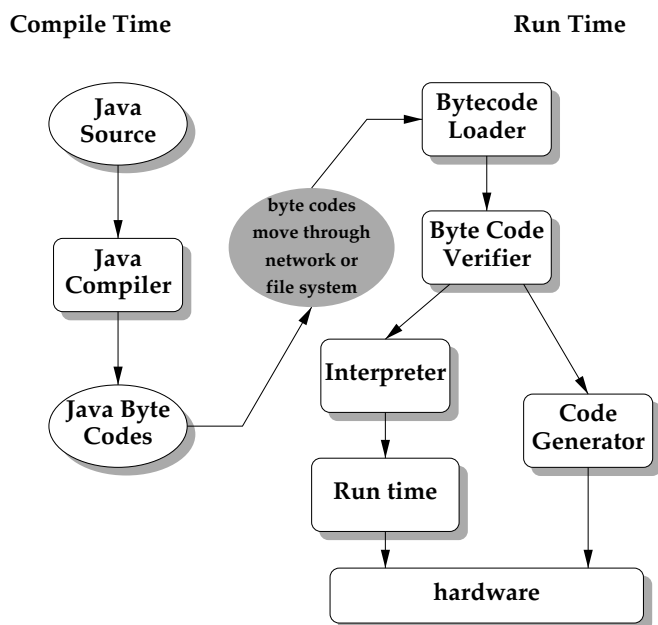 Compile Time
Run Time
Java
Source
Java
Compiler
Java Byte
Codes
byte codes
move through
network or
file system
Bytecode
Loader
Byte Code
Verifier
Interpreter
Run time
Code
Generator
hardware